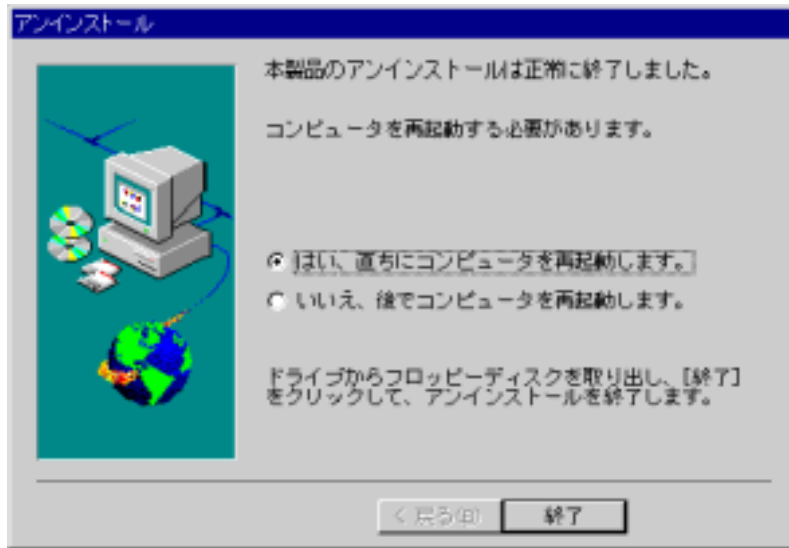 アンインストール
本製品のアンインストールは正常に終了しました。
コンピュータを再起動する必要があります。
はい、直ちにコンピュータを再起動します。
いいえ、後でコンピュータを再起動します。
ドライブからフロッピーディスクを取り出し、[終了]
をクリックして、アンインストールを終了します。
< 戻る(B)
終了